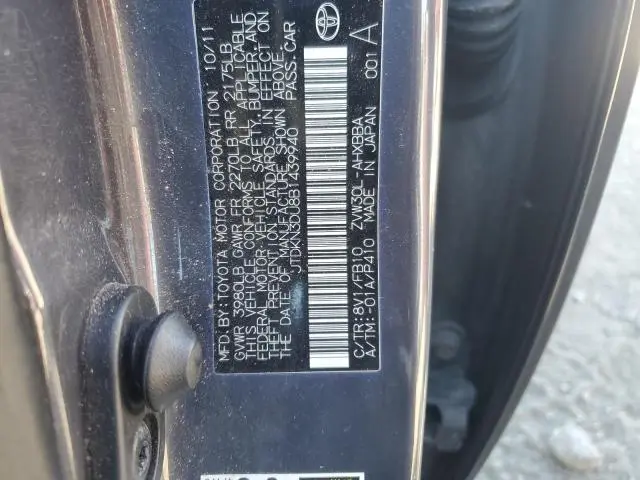 MFD. BY: TOYOTA MOTOR CORPORATION 10/11
GVWR 3980LB GAWR FR 2270LB RR 2175LB
THIS VEHICLE CONFORMS TO ALL APPLICABLE
FEDERAL MOTOR VEHICLE SAFETY, BUMPER, AND
THEFT PREVENTION STANDARDS IN EFFECT ON
THE DATE OF MANUFACTURE SHOWN ABOVE.
JTDKN3DU8B1439940 PASS. CAR
C/TR: 8V1/FB10 ZVW30L-AHXBBA
A/TM: -01A/P410 MADE IN JAPAN 001 A